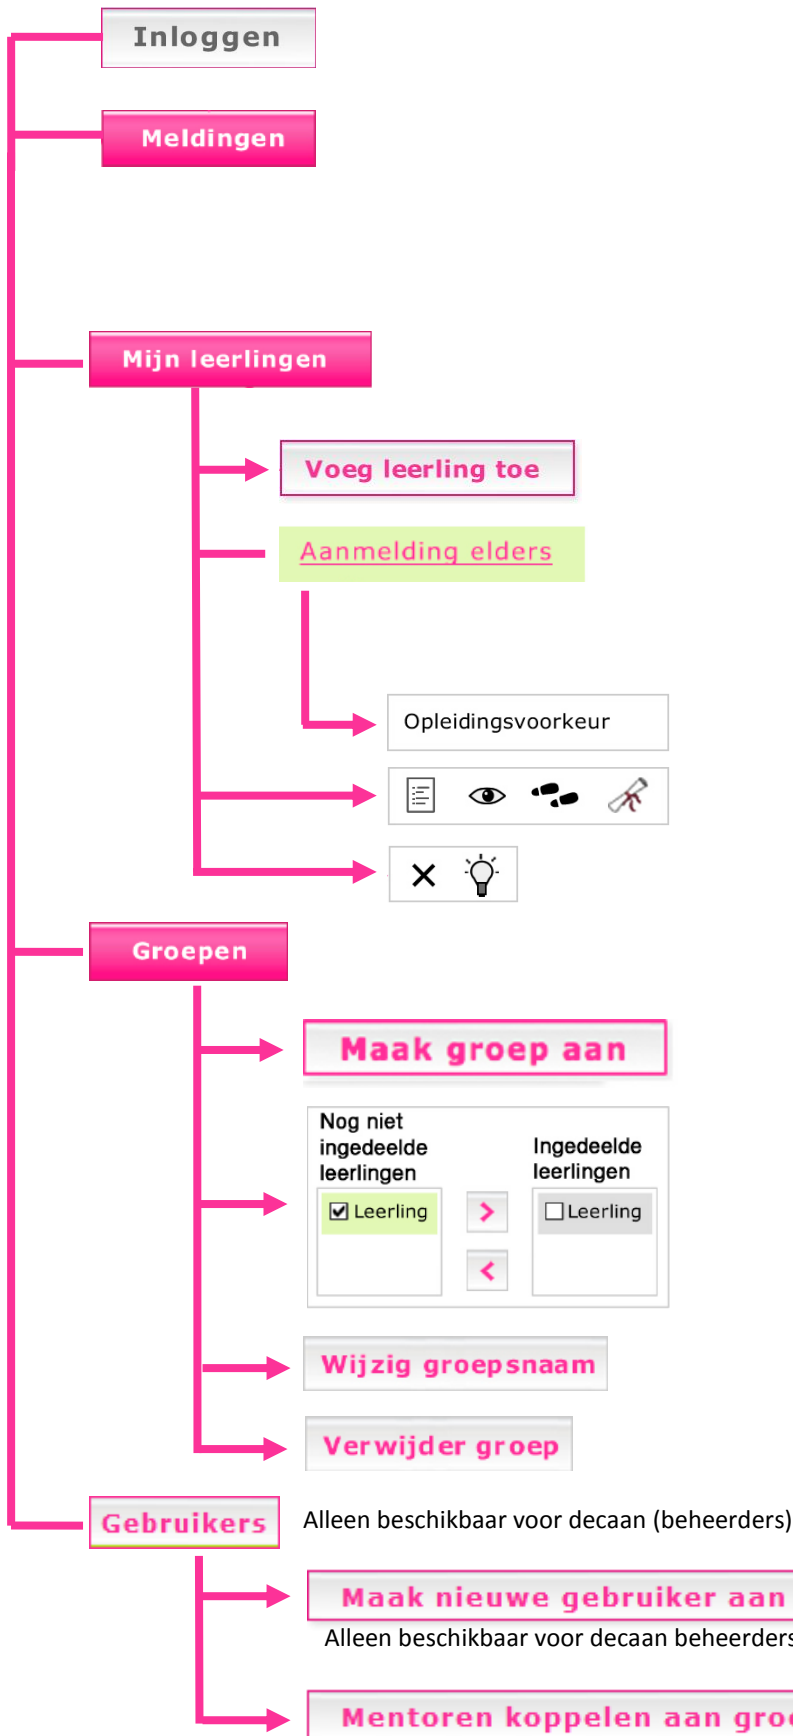 Inloggen
Meldingen
Mijn leerlingen
Voeg leerling toe
Aanmelding elders
Opleidingsvoorkeur
Groepen
Maak groep aan
Nog niet
ingedeelde
leerlingen
Ingedeelde
leerlingen
Leerling
Leerling
Wijzig groepsnaam
Verwijder groep
Gebruikers
Alleen beschikbaar voor decaan (beheerders)
Maak nieuwe gebruiker aan
Alleen beschikbaar voor decaan beheerders
Mentoren koppelen aan